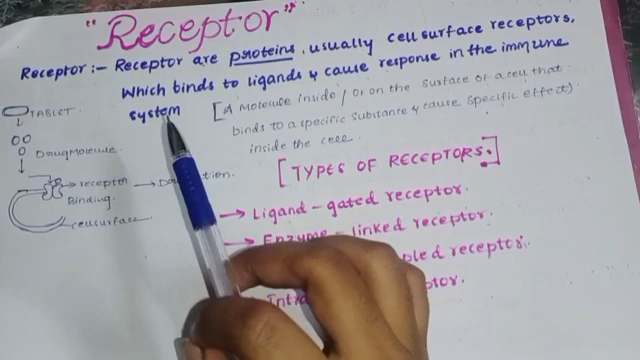 "Receptor"
Receptor :- Receptor are proteins, usually cell surface receptors,
Which binds to ligands & cause response in the immune
system
[A Molecule inside / or on the surface of a cell that
binds to a specific substance & cause specific effect)
inside the cell.
TABLET.
Drug Molecule.
receptor
Binding.
cell surface.
[TYPES OF RECEPTORS.]
→ Ligand-gated receptor.
→ Enzyme-linked receptor.
receptor.
Intra